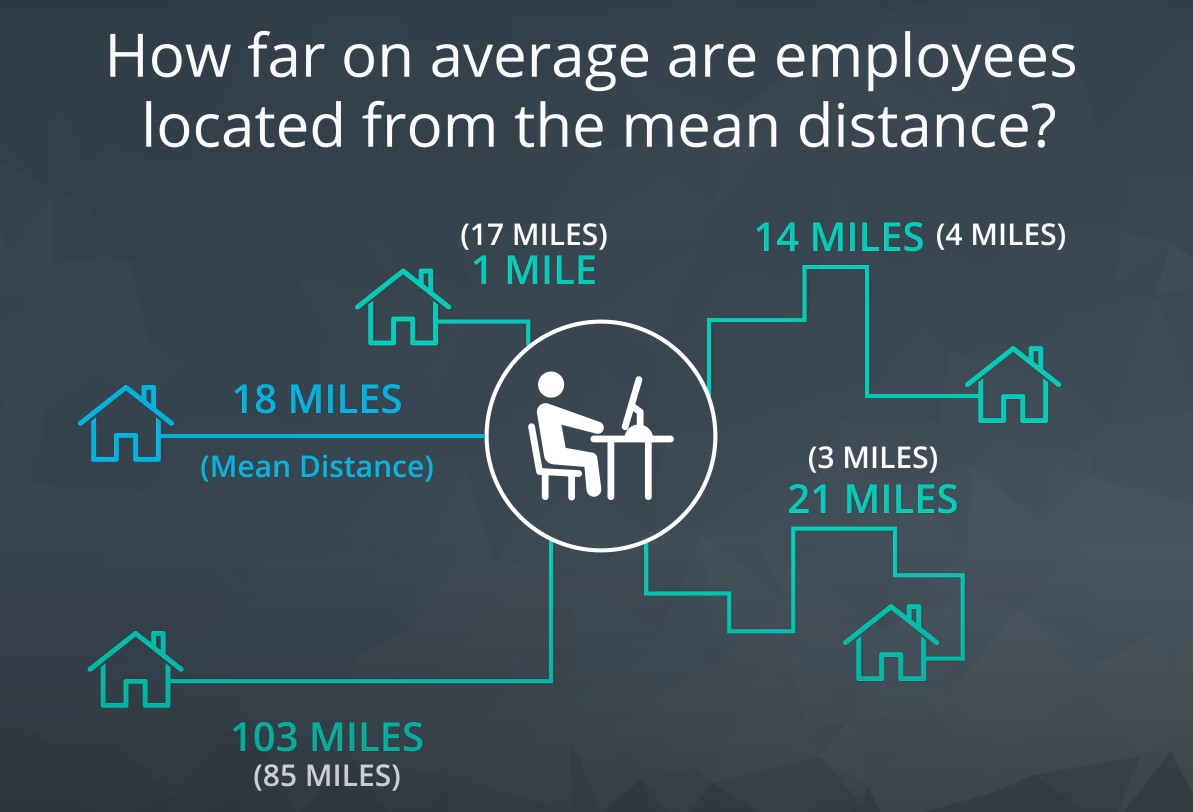 How far on average are employees
located from the mean distance?
(17 MILES)
1 MILE
14 MILES (4 MILES)
18 MILES
(Mean Distance)
(3 MILES)
21 MILES
103 MILES
(85 MILES)